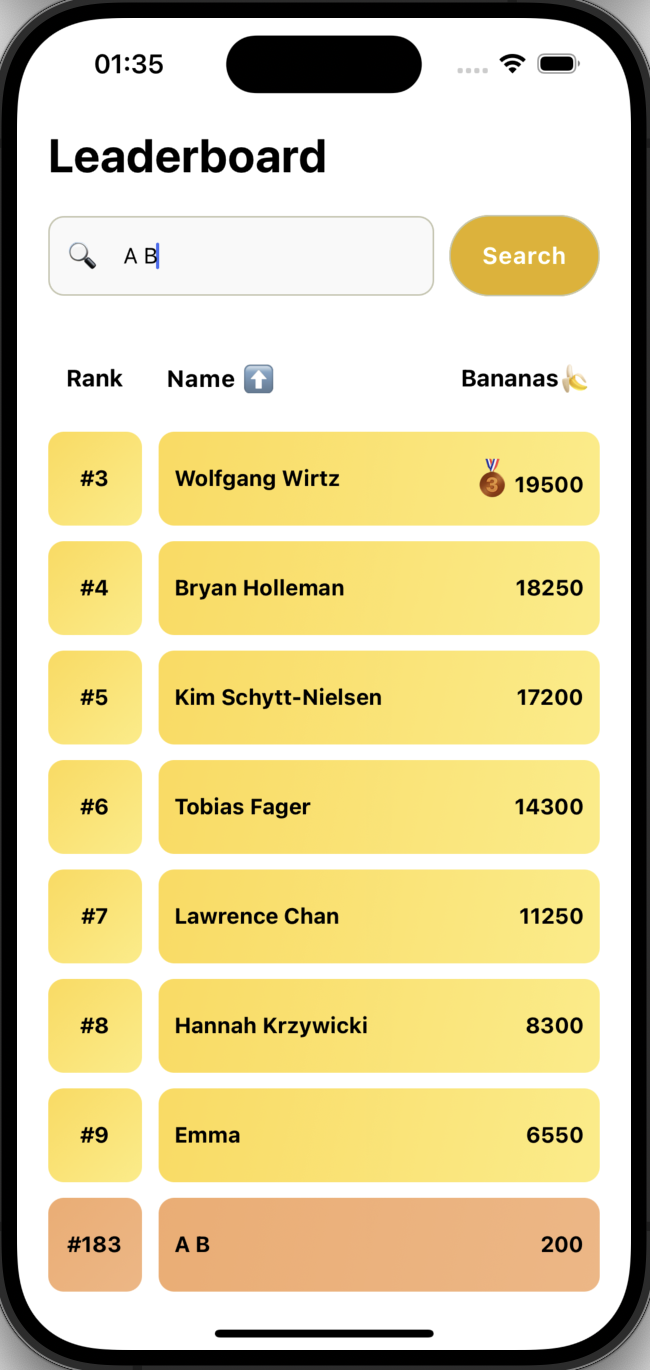 01:35
Leaderboard
🔍 A B
Search
Rank Name ⬆️ Bananas🍌
#3 Wolfgang Wirtz 🥉 19500
#4 Bryan Holleman 18250
#5 Kim Schytt-Nielsen 17200
#6 Tobias Fager 14300
#7 Lawrence Chan 11250
#8 Hannah Krzywicki 8300
#9 Emma 6550
#183 A B 200